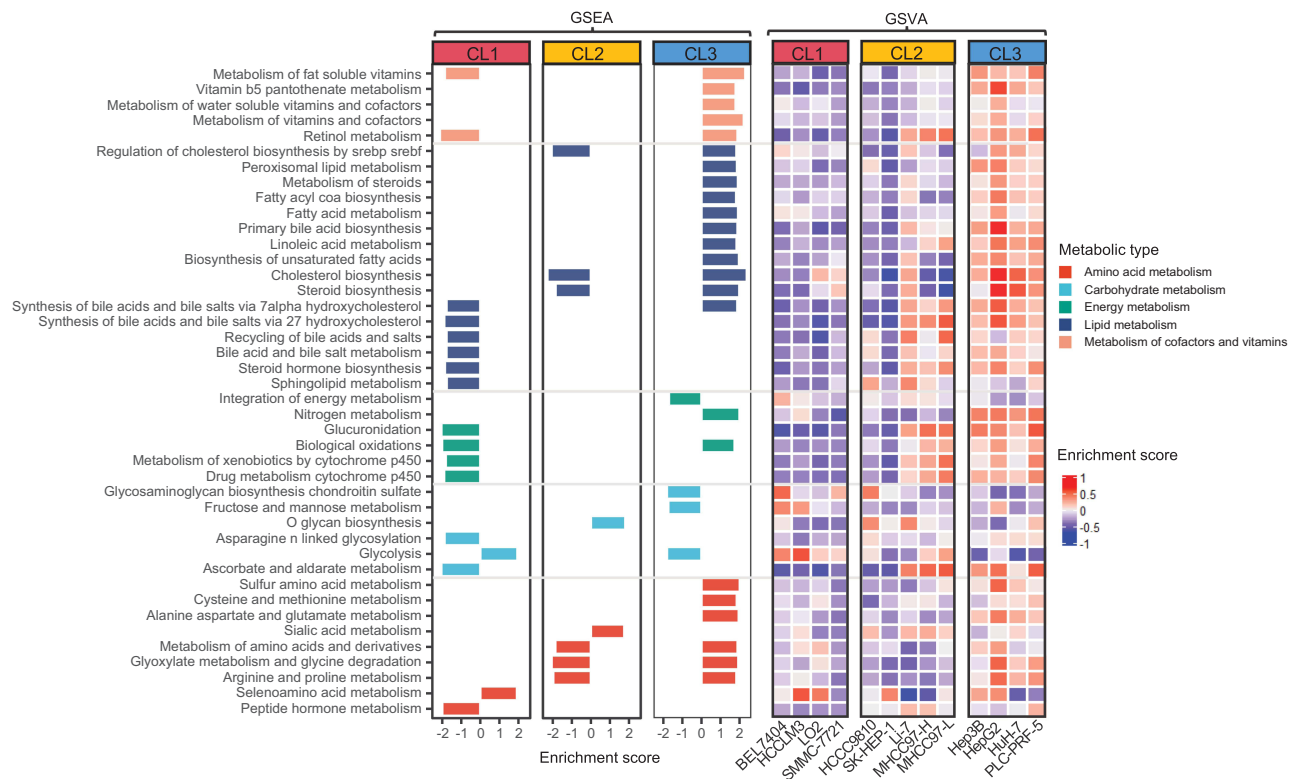 GSEA
GSVA
CL1
CL2
CL3
CL1
CL2
CL3
Metabolism of fat soluble vitamins
Vitamin b5 pantothenate metabolism
Metabolism of water soluble vitamins and cofactors
Metabolism of vitamins and cofactors
Retinol metabolism
Regulation of cholesterol biosynthesis by srebp srebf
Peroxisomal lipid metabolism
Metabolism of steroids
Fatty acyl coa biosynthesis
Fatty acid metabolism
Primary bile acid biosynthesis
Linoleic acid metabolism
Biosynthesis of unsaturated fatty acids
Cholesterol biosynthesis
Steroid biosynthesis
Synthesis of bile acids and bile salts via 7alpha hydroxycholesterol
Synthesis of bile acids and bile salts via 27 hydroxycholesterol
Recycling of bile acids and salts
Bile acid and bile salt metabolism
Steroid hormone biosynthesis
Sphingolipid metabolism
Integration of energy metabolism
Nitrogen metabolism
Glucuronidation
Biological oxidations
Metabolism of xenobiotics by cytochrome p450
Drug metabolism cytochrome p450
Glycosaminoglycan biosynthesis chondroitin sulfate
Fructose and mannose metabolism
O glycan biosynthesis
Asparagine n linked glycosylation
Glycolysis
Ascorbate and aldarate metabolism
Sulfur amino acid metabolism
Cysteine and methionine metabolism
Alanine aspartate and glutamate metabolism
Sialic acid metabolism
Metabolism of amino acids and derivatives
Glyoxylate metabolism and glycine degradation
Arginine and proline metabolism
Selenoamino acid metabolism
Peptide hormone metabolism
-2 -1 0 1 2
-2 -1 0 1 2
-2 -1 0 1 2
Enrichment score
BEL7404
HCCLM3
LO2
SMMC-7721
HCCC9810
SK-HEP-1
Li-7
MHCC97-H
MHCC97-L
Hep3B
HepG2
HuH-7
PLC-PRF-5
Metabolic type
Amino acid metabolism
Carbohydrate metabolism
Energy metabolism
Lipid metabolism
Metabolism of cofactors and vitamins
Enrichment score
1
0.5
0
-0.5
-1